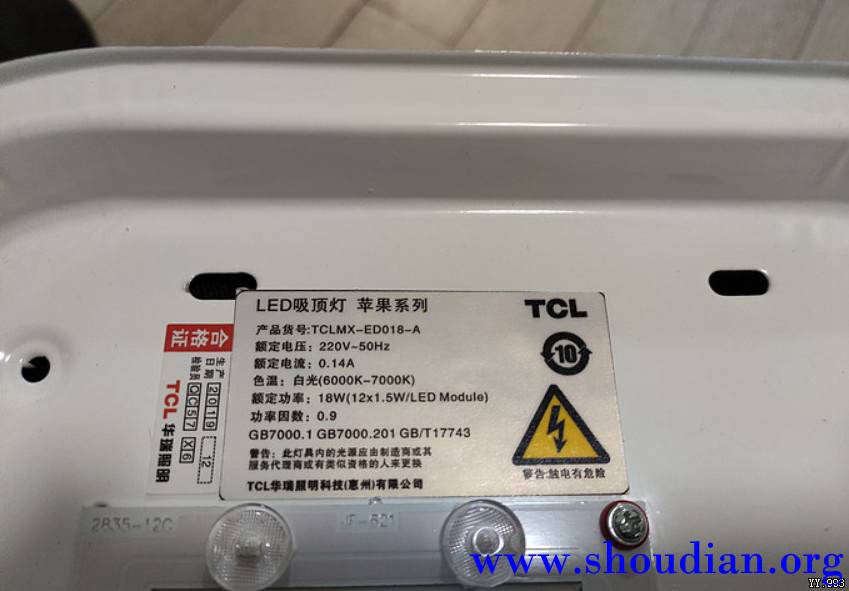 LED吸顶灯 苹果系列
TCL
产品货号:TCLMX-ED018-A
额定电压: 220V~50Hz
额定电流: 0.14A
色温: 白光(6000K-7000K)
额定功率: 18W(12x1.5W/LED Module)
功率因数: 0.9
GB7000.1 GB7000.201 GB/T17743
警告: 此灯具内的光源应由制造商或其
服务代理商或有类似资格的人来更换
TCL华瑞照明科技(惠州)有限公司
10
警告:触电有危险
合格证
生产日期 2019 12
检验员 QC57 X6
TCL 华瑞照明
2835-12C
www.shoudian.org
YY.993